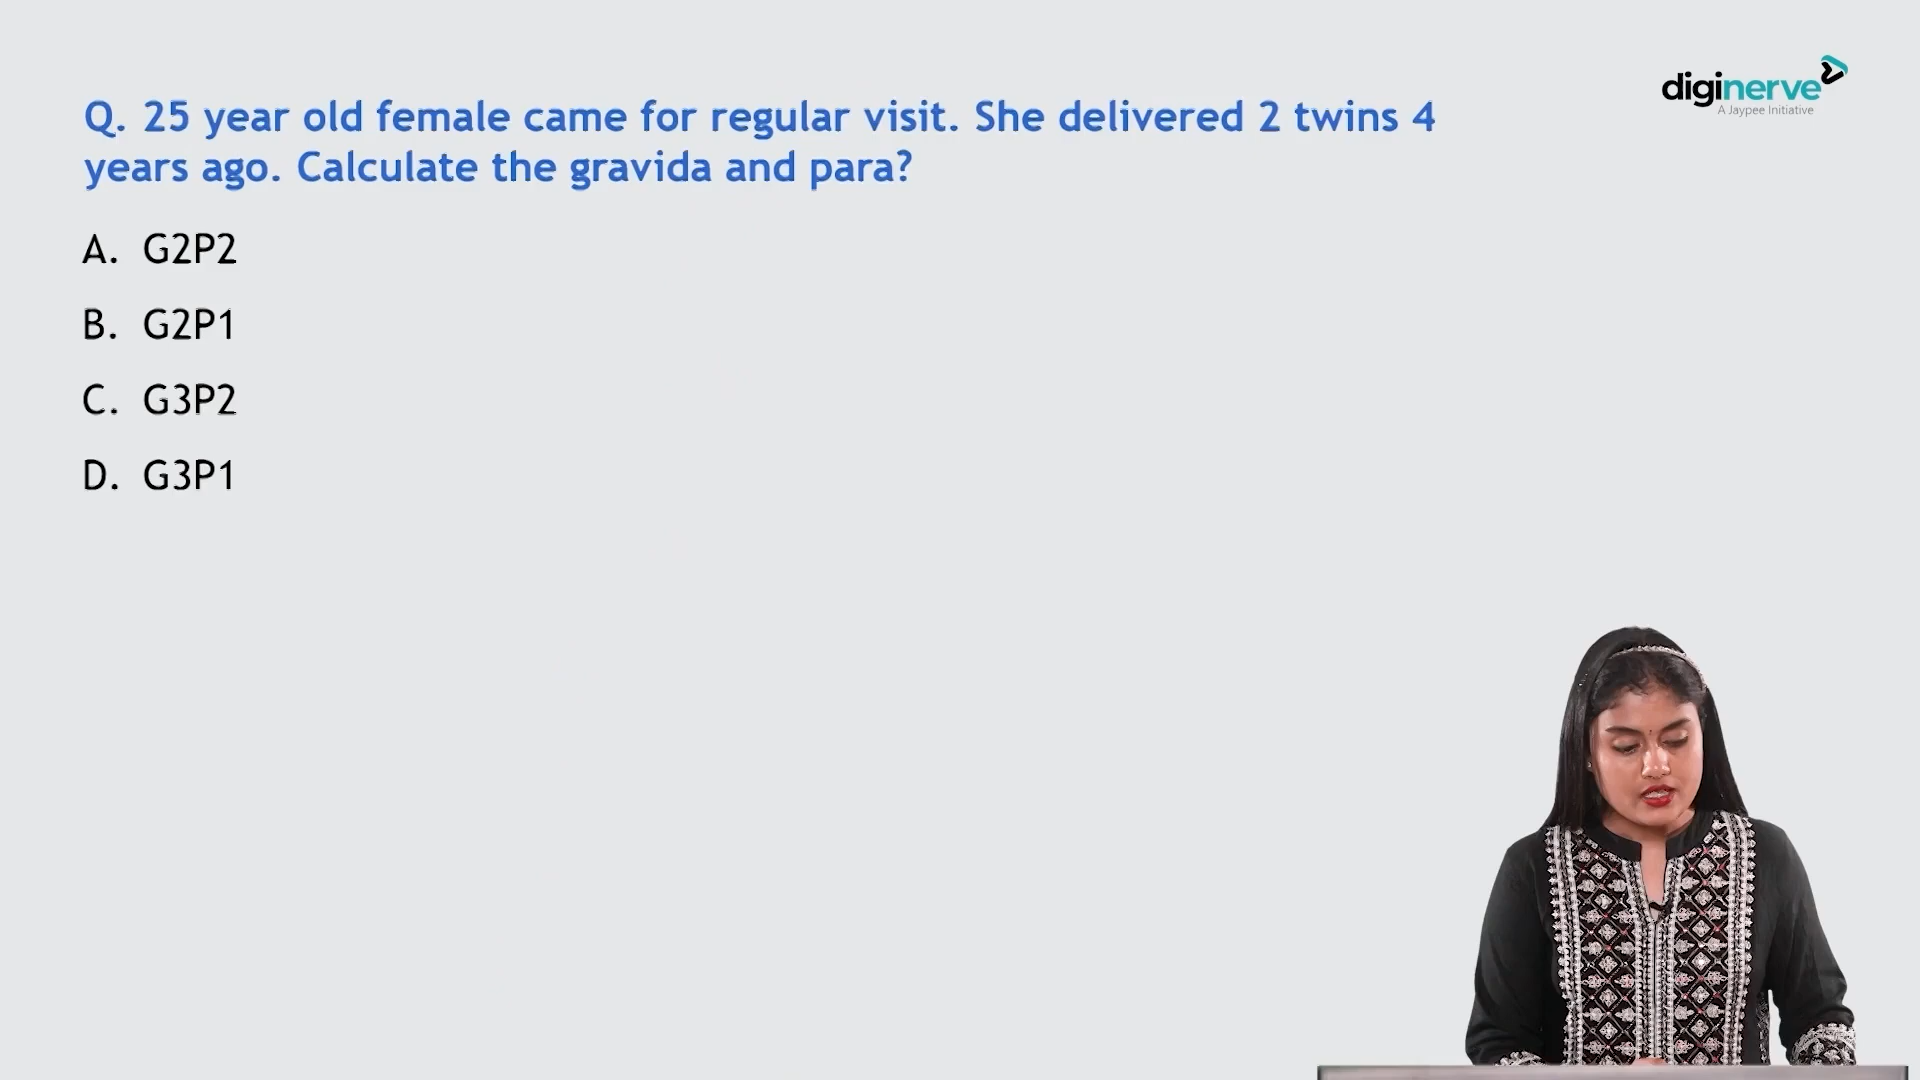 diginerve
A Jaypee Initiative
Q. 25 year old female came for regular visit. She delivered 2 twins 4
years ago. Calculate the gravida and para?
A. G2P2
B. G2P1
C. G3P2
D. G3P1